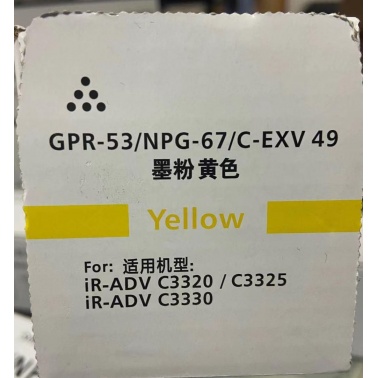 GPR-53/NPG-67/C-EXV 49
墨粉黄色
Yellow
For: 适用机型:
iR-ADV C3320 / C3325
iR-ADV C3330